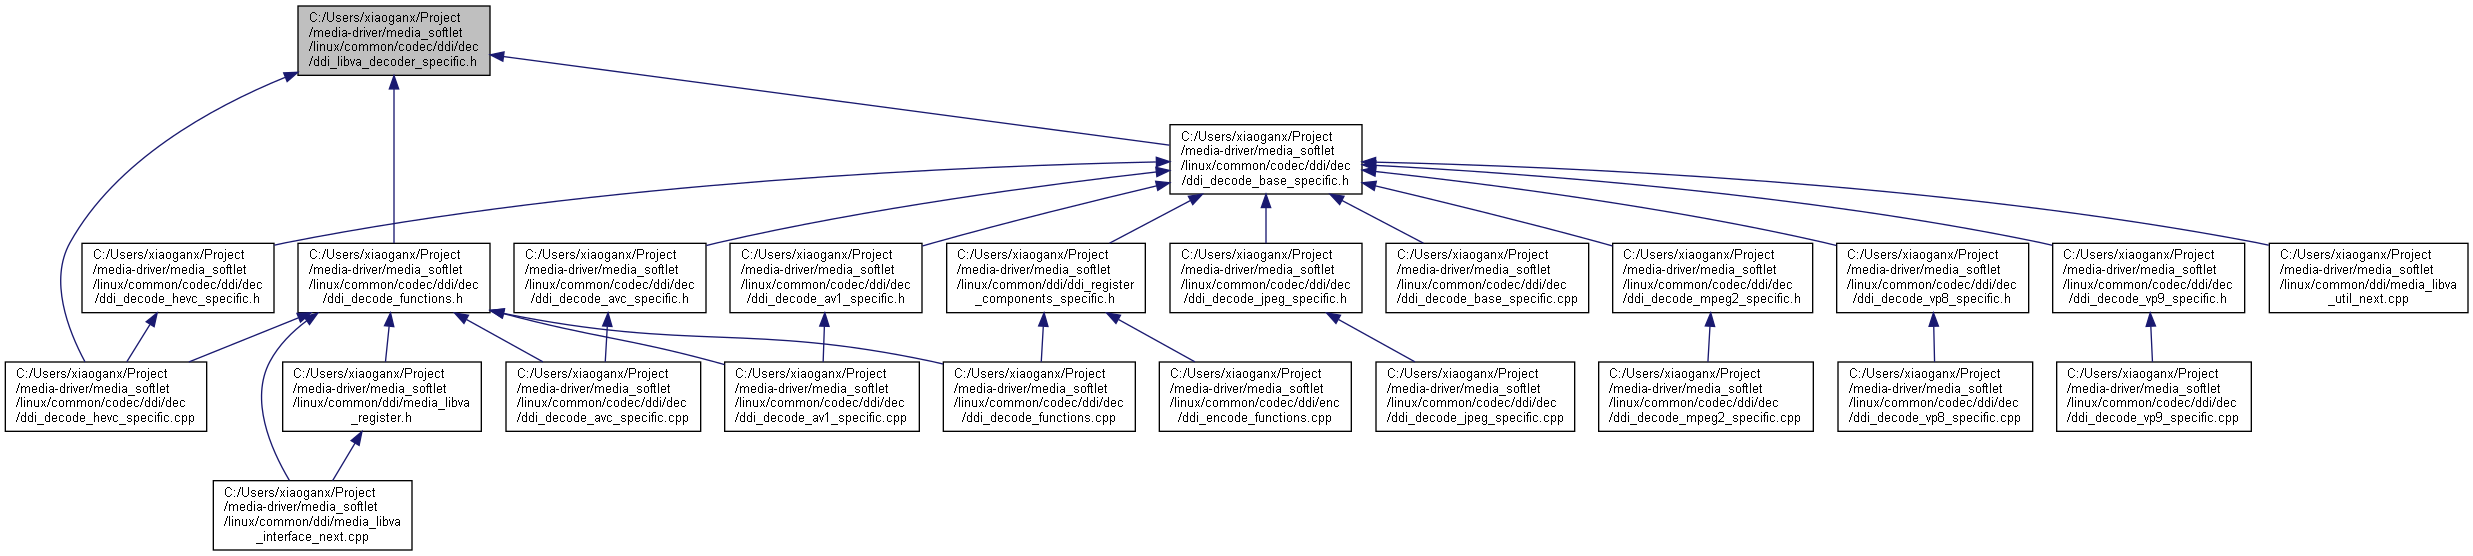 C:/Users/xiaoganx/Project
/media-driver/media_softlet
/linux/common/codec/ddi/dec
/ddi_libva_decoder_specific.h
C:/Users/xiaoganx/Project
/media-driver/media_softlet
/linux/common/codec/ddi/dec
/ddi_decode_base_specific.h
C:/Users/xiaoganx/Project
/media-driver/media_softlet
/linux/common/codec/ddi/dec
/ddi_decode_hevc_specific.h
C:/Users/xiaoganx/Project
/media-driver/media_softlet
/linux/common/codec/ddi/dec
/ddi_decode_functions.h
C:/Users/xiaoganx/Project
/media-driver/media_softlet
/linux/common/codec/ddi/dec
/ddi_decode_avc_specific.h
C:/Users/xiaoganx/Project
/media-driver/media_softlet
/linux/common/codec/ddi/dec
/ddi_decode_av1_specific.h
C:/Users/xiaoganx/Project
/media-driver/media_softlet
/linux/common/ddi/ddi_register
_components_specific.h
C:/Users/xiaoganx/Project
/media-driver/media_softlet
/linux/common/codec/ddi/dec
/ddi_decode_jpeg_specific.h
C:/Users/xiaoganx/Project
/media-driver/media_softlet
/linux/common/codec/ddi/dec
/ddi_decode_base_specific.cpp
C:/Users/xiaoganx/Project
/media-driver/media_softlet
/linux/common/codec/ddi/dec
/ddi_decode_mpeg2_specific.h
C:/Users/xiaoganx/Project
/media-driver/media_softlet
/linux/common/codec/ddi/dec
/ddi_decode_vp8_specific.h
C:/Users/xiaoganx/Project
/media-driver/media_softlet
/linux/common/codec/ddi/dec
/ddi_decode_vp9_specific.h
C:/Users/xiaoganx/Project
/media-driver/media_softlet
/linux/common/ddi/media_libva
_util_next.cpp
C:/Users/xiaoganx/Project
/media-driver/media_softlet
/linux/common/codec/ddi/dec
/ddi_decode_hevc_specific.cpp
C:/Users/xiaoganx/Project
/media-driver/media_softlet
/linux/common/ddi/media_libva
_register.h
C:/Users/xiaoganx/Project
/media-driver/media_softlet
/linux/common/codec/ddi/dec
/ddi_decode_avc_specific.cpp
C:/Users/xiaoganx/Project
/media-driver/media_softlet
/linux/common/codec/ddi/dec
/ddi_decode_av1_specific.cpp
C:/Users/xiaoganx/Project
/media-driver/media_softlet
/linux/common/codec/ddi/dec
/ddi_decode_functions.cpp
C:/Users/xiaoganx/Project
/media-driver/media_softlet
/linux/common/codec/ddi/enc
/ddi_encode_functions.cpp
C:/Users/xiaoganx/Project
/media-driver/media_softlet
/linux/common/codec/ddi/dec
/ddi_decode_jpeg_specific.cpp
C:/Users/xiaoganx/Project
/media-driver/media_softlet
/linux/common/codec/ddi/dec
/ddi_decode_mpeg2_specific.cpp
C:/Users/xiaoganx/Project
/media-driver/media_softlet
/linux/common/codec/ddi/dec
/ddi_decode_vp8_specific.cpp
C:/Users/xiaoganx/Project
/media-driver/media_softlet
/linux/common/codec/ddi/dec
/ddi_decode_vp9_specific.cpp
C:/Users/xiaoganx/Project
/media-driver/media_softlet
/linux/common/ddi/media_libva
_interface_next.cpp